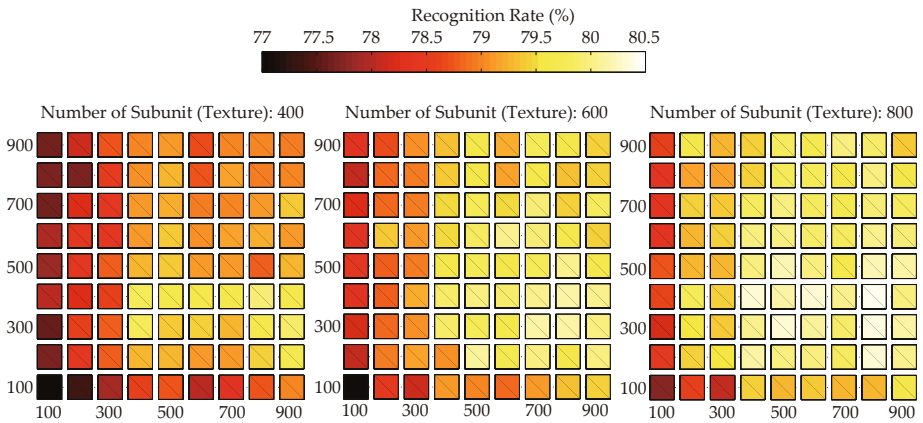 Recognition Rate (%)
77 77.5 78 78.5 79 79.5 80 80.5
Number of Subunit (Texture): 400 Number of Subunit (Texture): 600 Number of Subunit (Texture): 800
900 900 900
700 700 700
500 500 500
300 300 300
100 100 100
100 300 500 700 900 100 300 500 700 900 100 300 500 700 900